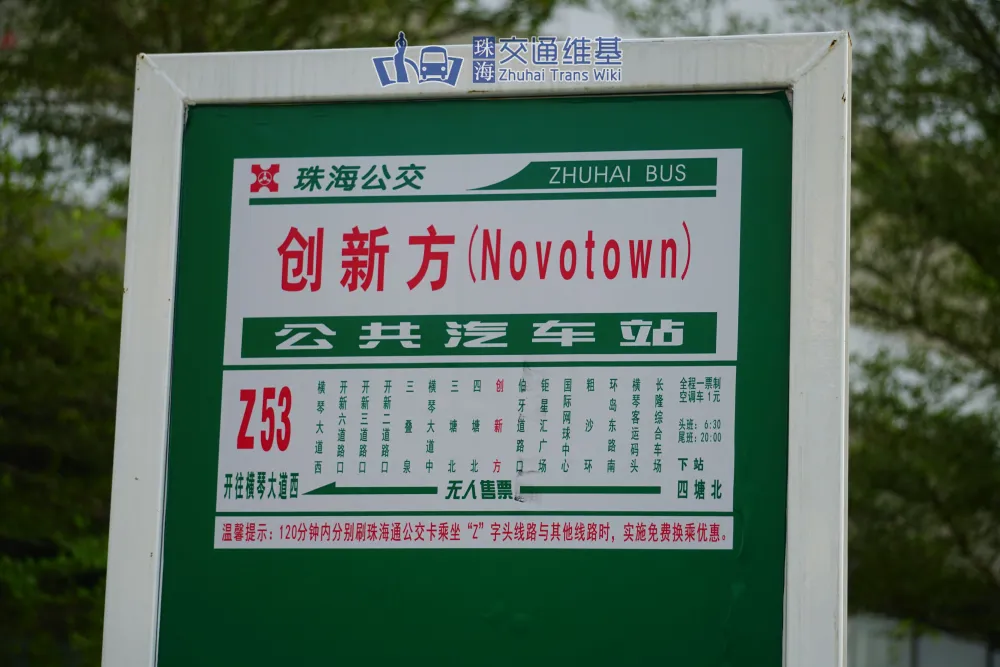 珠海 交通维基
Zhuhai Trans Wiki
珠海公交 ZHUHAI BUS
创新方(Novotown)
公共汽车站
Z53
开往横琴大道西
横琴大道西
开新六道路口
开新三道路口
开新二道路口
三叠泉
横琴大道中
三塘北
四塘北
创新方
伯牙道路口
钜星汇广场
国际网球中心
粗沙环
环岛东路南
横琴客运码头
长隆综合车场
无人售票
全程一票制
空调车 1元
头班: 6:30
尾班: 20:00
下站
四塘北
温馨提示：120分钟内分别刷珠海通公交卡乘坐“Z”字头线路与其他线路时，实施免费换乘优惠。